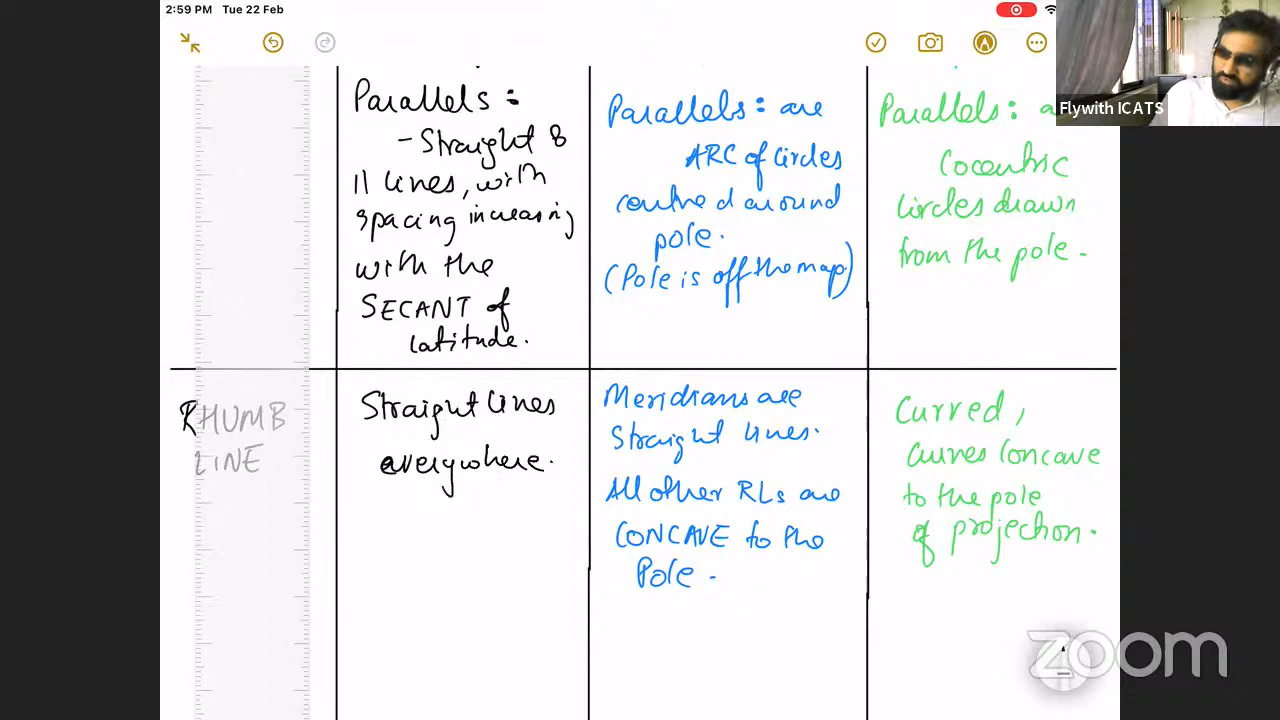 2:59 PM Tue 22 Feb
Flywith ICATS
Parallels :
- Straight &
11 lines with
spacing increasing
with the
SECANT of
latitude.
Parallels : are
ARC of circles
centred around
pole.
(Pole is off the map)
Parallels : a
Cocentric
Circles drawn
from the pole.
RHUMB
LINE
Straight lines
everywhere.
Meridians are
Straight lines.
All other RLs are
CONCAVE to the
Pole.
Curved,
Curves Concave
to the pole
of projection.
zoom